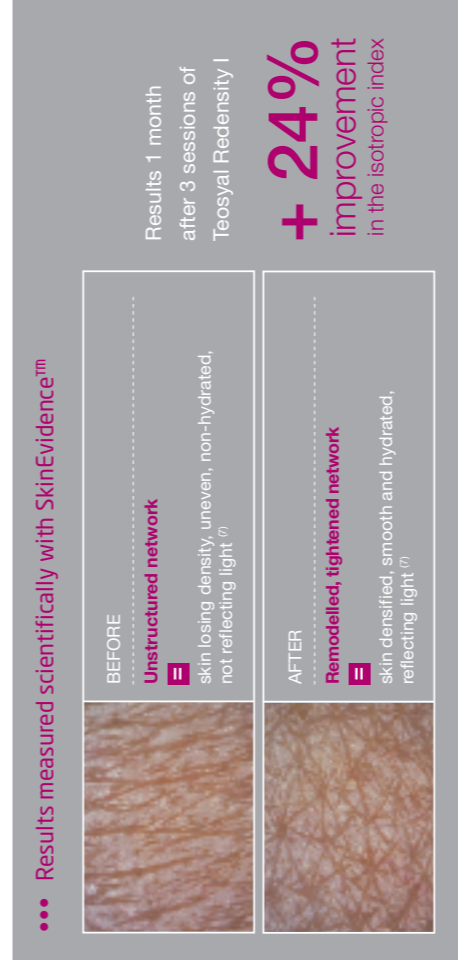 ••• Results measured scientifically with SkinEvidence™
BEFORE
Unstructured network
=
skin losing density, uneven, non-hydrated,
not reflecting light (7)
AFTER
Remodelled, tightened network
=
skin densified, smooth and hydrated,
reflecting light (7)
Results 1 month
after 3 sessions of
Teosyal Redensity I
+ 24%
improvement
in the isotropic index